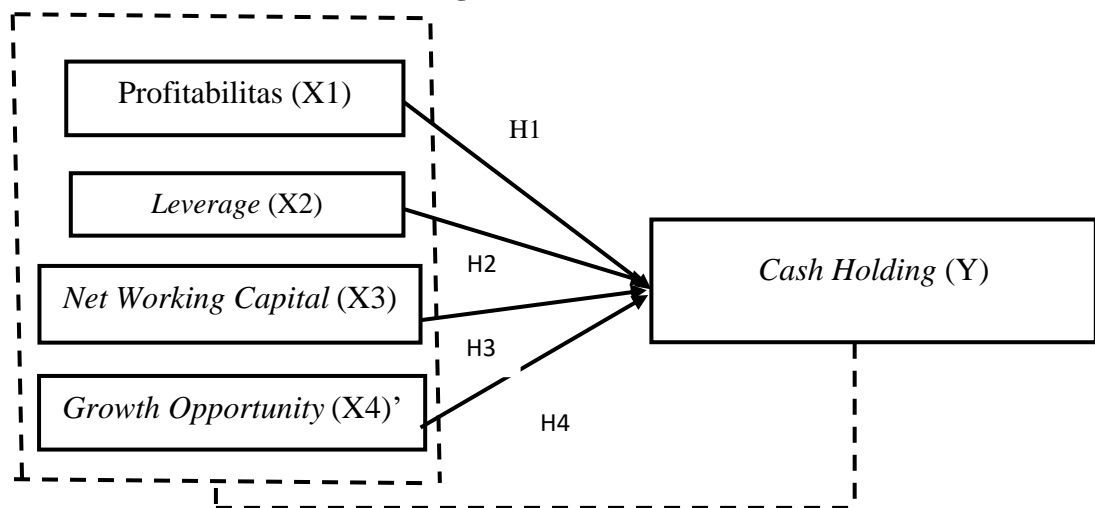 Profitabilitas (X1)
H1
Leverage (X2)
Cash Holding (Y)
H2
Net Working Capital (X3)
H3
Growth Opportunity (X4)’
H4